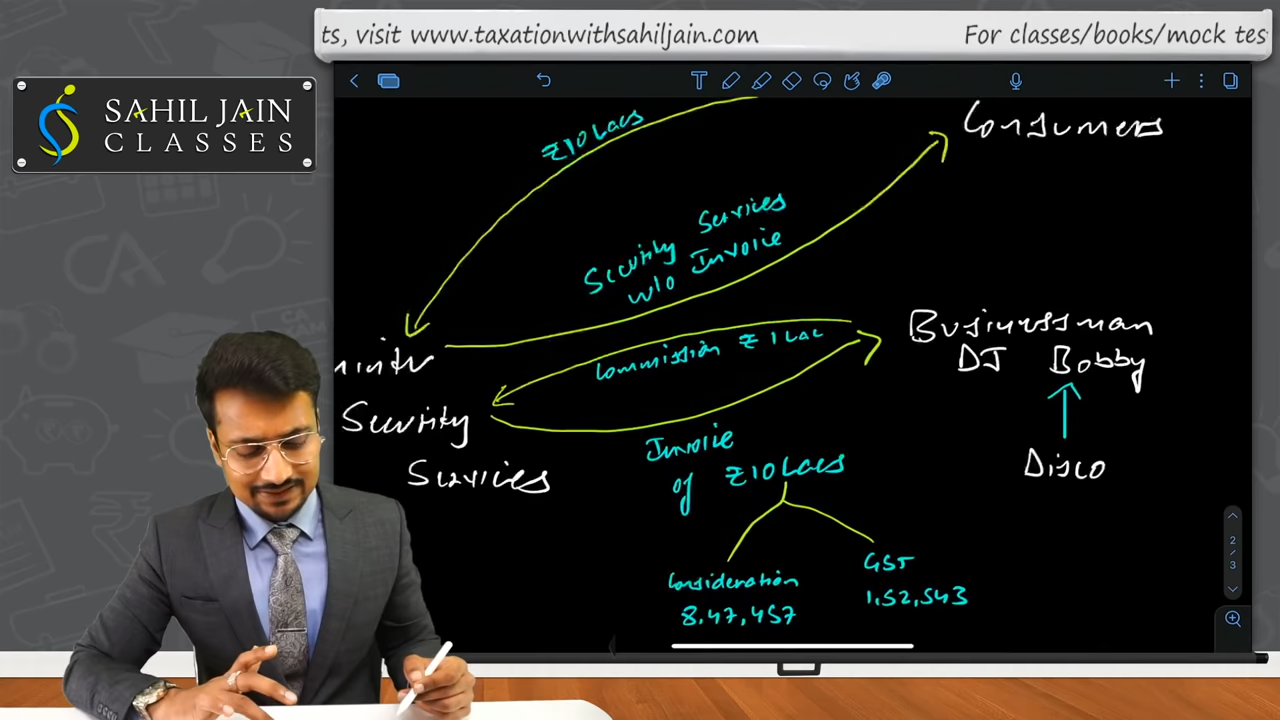 ts, visit www.taxationwithsahiljain.com
For classes/books/mock tes
SAHIL JAIN
CLASSES
₹10 Lacs
Consumers
Security Services
w/o Invoice
Commission ₹ 1 Lac
Businessman
DJ Bobby
Disco
Security
Services
Invoice
of ₹10 Lacs
Consideration
8,47,457
GST
1,52,543
2
/
3